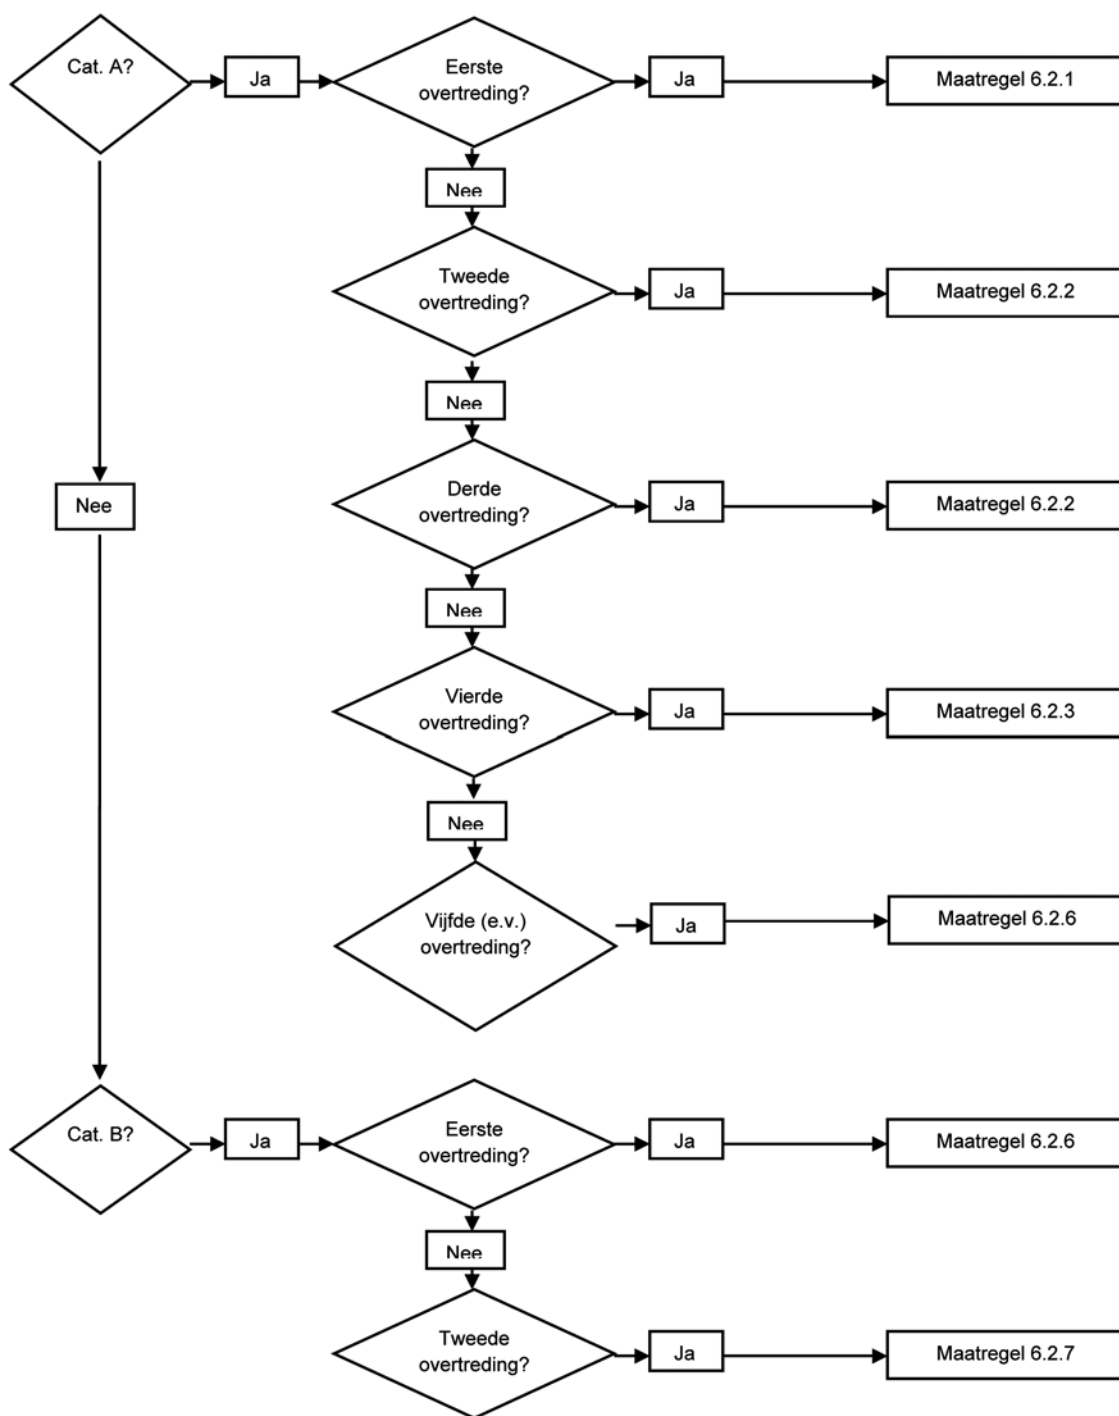 Cat. A?
Ja
Eerste
overtreding?
Ja
Maatregel 6.2.1
Nee
Tweede
overtreding?
Ja
Maatregel 6.2.2
Nee
Derde
overtreding?
Ja
Maatregel 6.2.2
Nee
Nee
Vierde
overtreding?
Ja
Maatregel 6.2.3
Nee
Vijfde (e.v.)
overtreding?
Ja
Maatregel 6.2.6
Cat. B?
Ja
Eerste
overtreding?
Ja
Maatregel 6.2.6
Nee
Tweede
overtreding?
Ja
Maatregel 6.2.7